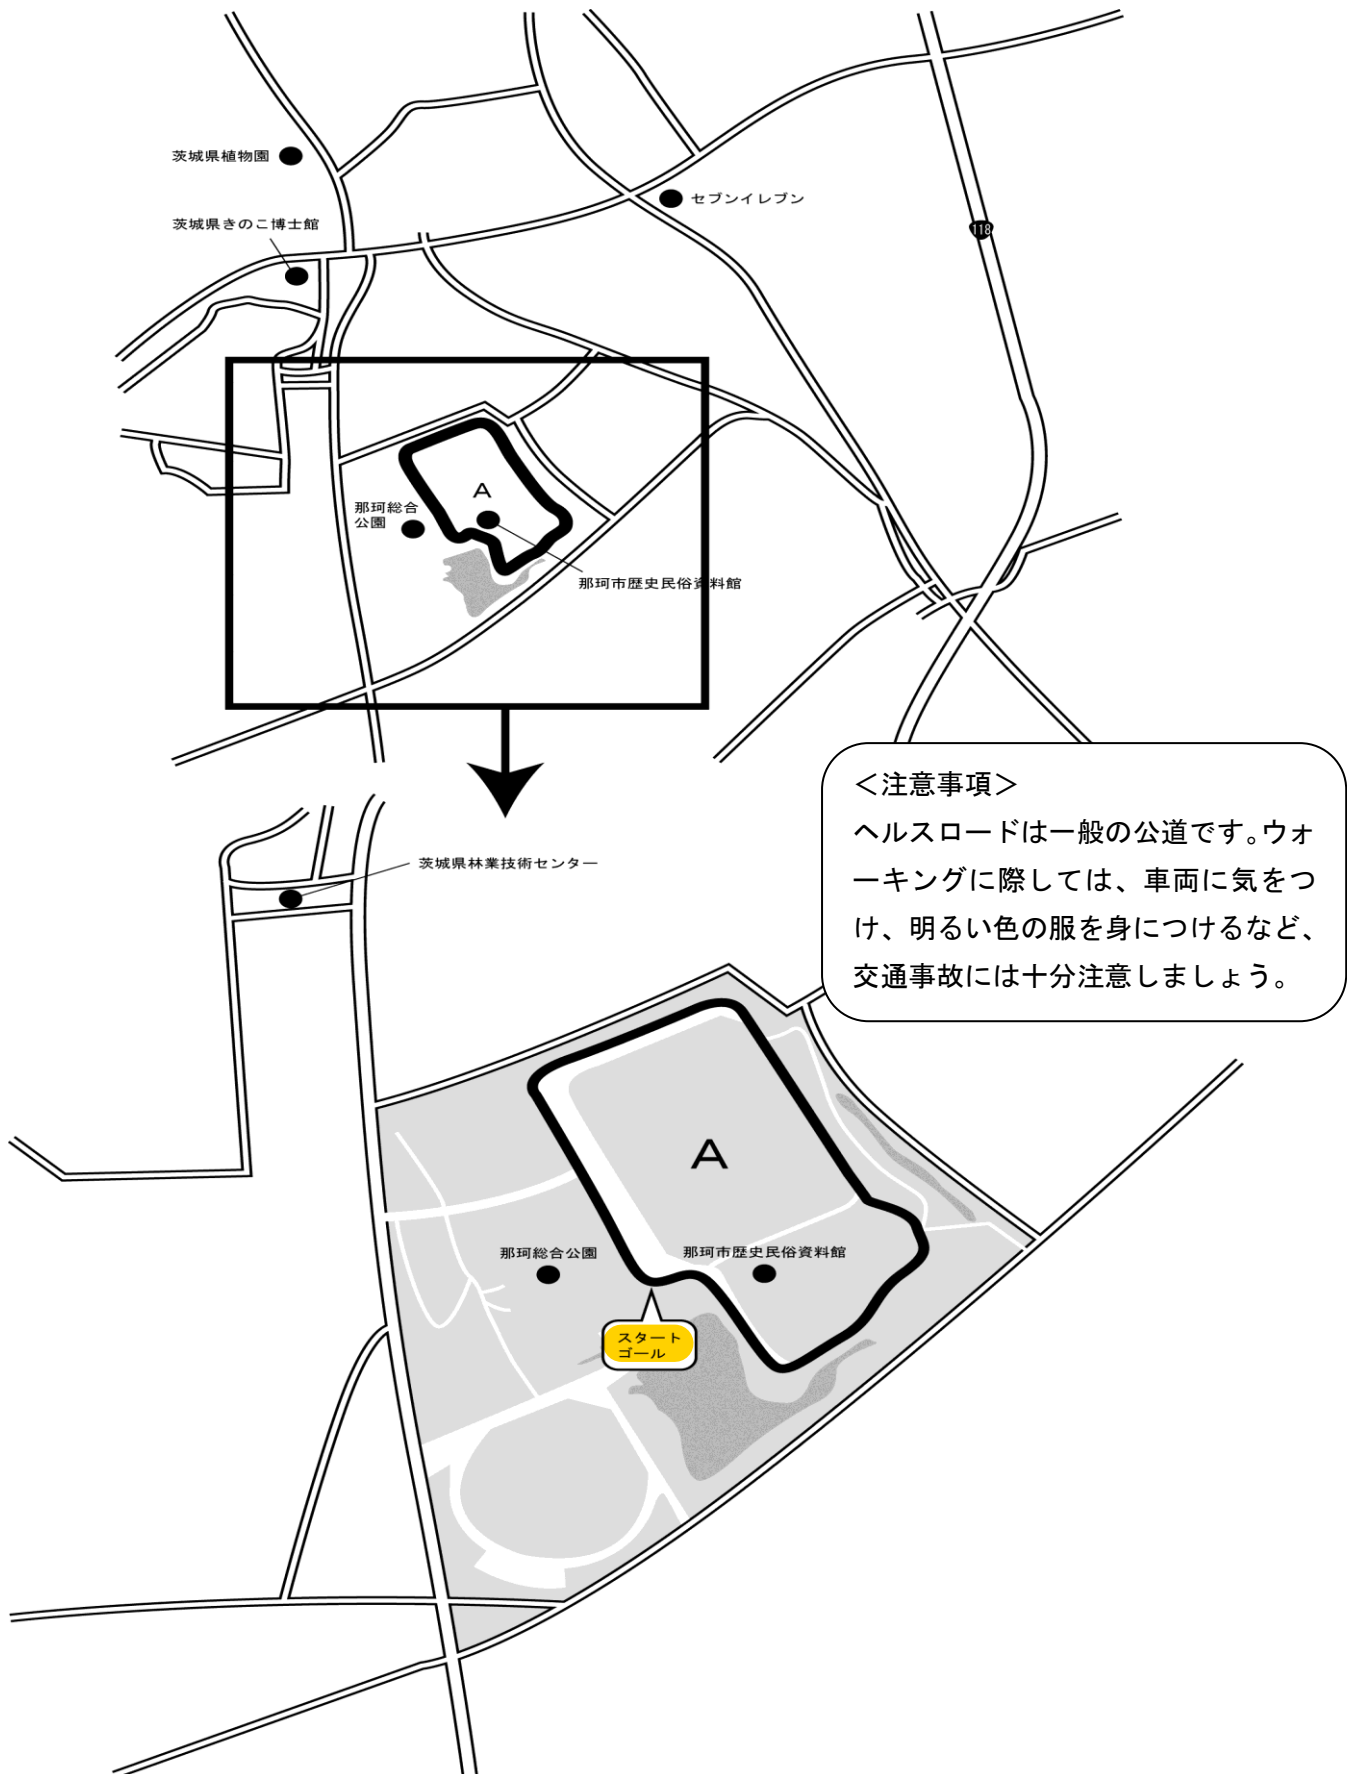 茨城県植物園
セブンイレブン
茨城県きのこ博士館
118
A
那珂総合
公園
那珂市歴史民俗資料館
＜注意事項＞
ヘルスロードは一般の公道です。ウォ
ーキングに際しては、車両に気をつ
け、明るい色の服を身につけるなど、
交通事故には十分注意しましょう。
茨城県林業技術センター
A
那珂総合公園
那珂市歴史民俗資料館
スタート
ゴール